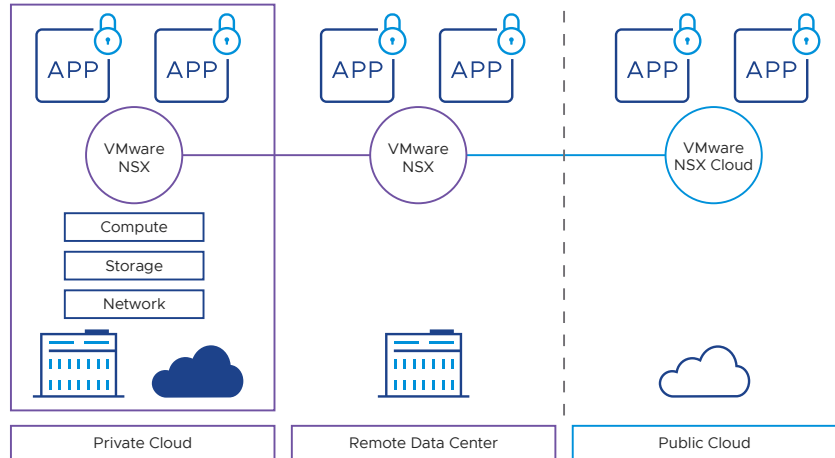 APP
APP
APP
APP
APP
APP
VMware
NSX
VMware
NSX
VMware
NSX Cloud
Compute
Storage
Network
Private Cloud
Remote Data Center
Public Cloud